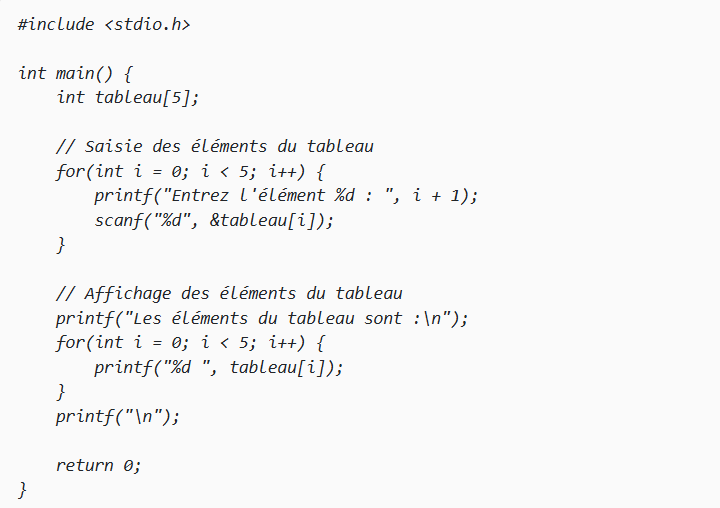 #include <stdio.h>

int main() {
    int tableau[5];

    // Saisie des éléments du tableau
    for(int i = 0; i < 5; i++) {
        printf("Entrez l'élément %d : ", i + 1);
        scanf("%d", &tableau[i]);
    }

    // Affichage des éléments du tableau
    printf("Les éléments du tableau sont :\n");
    for(int i = 0; i < 5; i++) {
        printf("%d ", tableau[i]);
    }
    printf("\n");

    return 0;
}